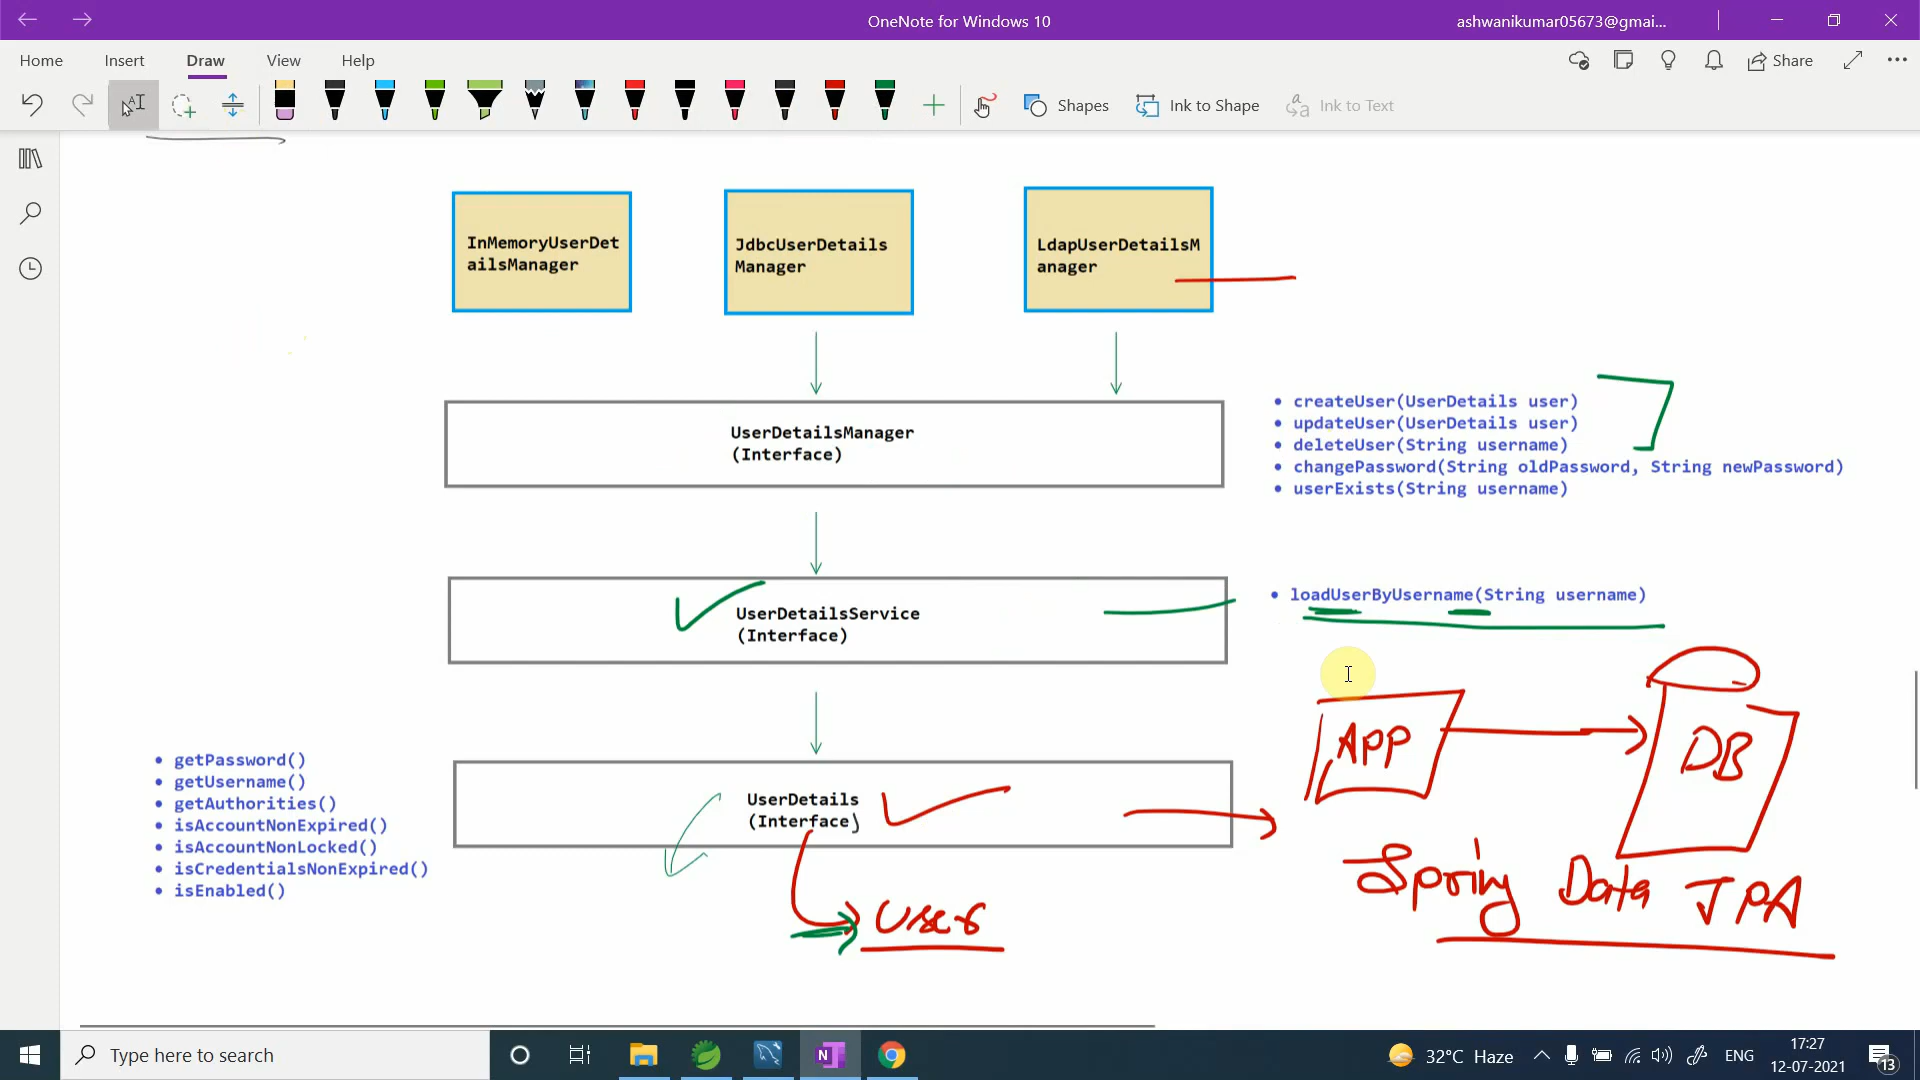 OneNote for Windows 10
ashwanikumar05673@gmai...
Home Insert Draw View Help
Share
Shapes
Ink to Shape
Ink to Text
InMemoryUserDet
ailsManager
JdbcUserDetails
Manager
LdapUserDetailsM
anager
UserDetailsManager
(Interface)
• createUser(UserDetails user)
• updateUser(UserDetails user)
• deleteUser(String username)
• changePassword(String oldPassword, String newPassword)
• userExists(String username)
UserDetailsService
(Interface)
• loadUserByUsername(String username)
APP
DB
• getPassword()
• getUsername()
• getAuthorities()
• isAccountNonExpired()
• isAccountNonLocked()
• isCredentialsNonExpired()
• isEnabled()
UserDetails
(Interface)
User
Spring Data JPA
Type here to search
32°C Haze
ENG
17:27
12-07-2021
13